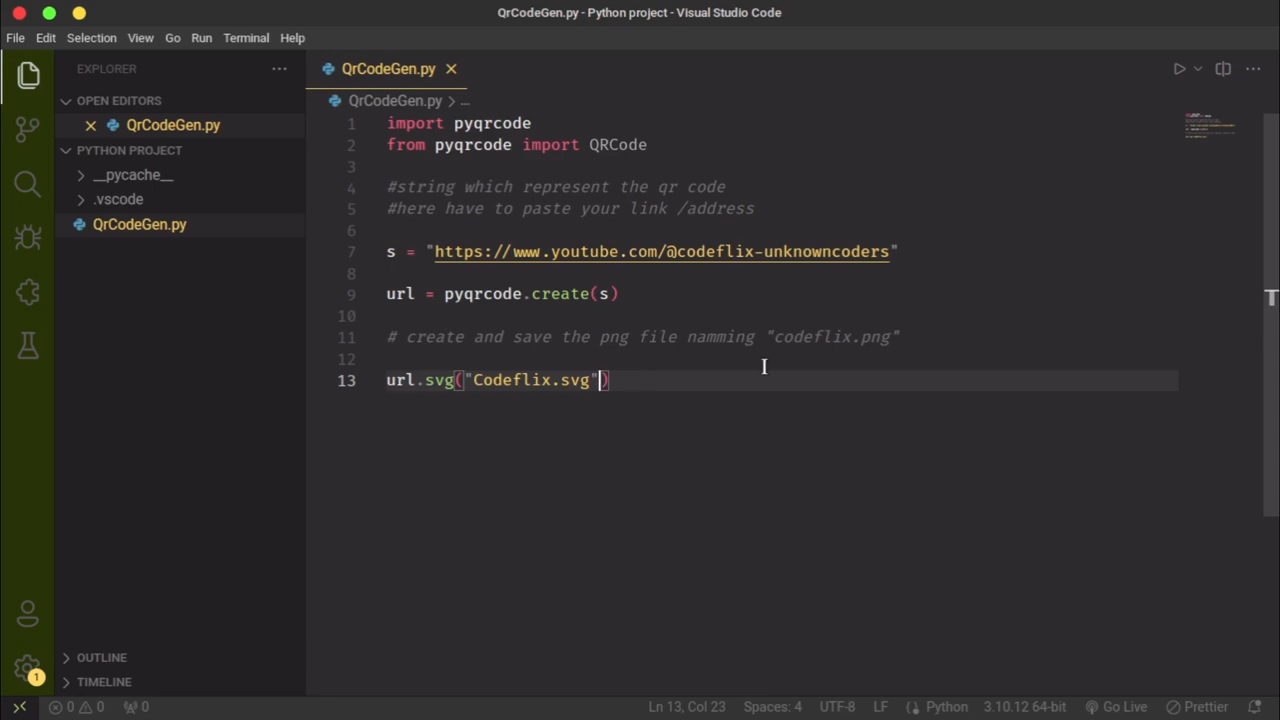 QrCodeGen.py - Python project - Visual Studio Code
File Edit Selection View Go Run Terminal Help
EXPLORER
OPEN EDITORS
QrCodeGen.py
PYTHON PROJECT
__pycache__
.vscode
QrCodeGen.py
OUTLINE
TIMELINE
QrCodeGen.py
QrCodeGen.py > ...
1 import pyqrcode
2 from pyqrcode import QRCode
3
4 #string which represent the qr code
5 #here have to paste your link /address
6
7 s = "https://www.youtube.com/@codeflix-unknowncoders"
8
9 url = pyqrcode.create(s)
10
11 # create and save the png file namming "codeflix.png"
12
13 url.svg("Codeflix.svg")
1
0 0 0 Ln 13, Col 23 Spaces: 4 UTF-8 LF Python 3.10.12 64-bit Go Live Prettier